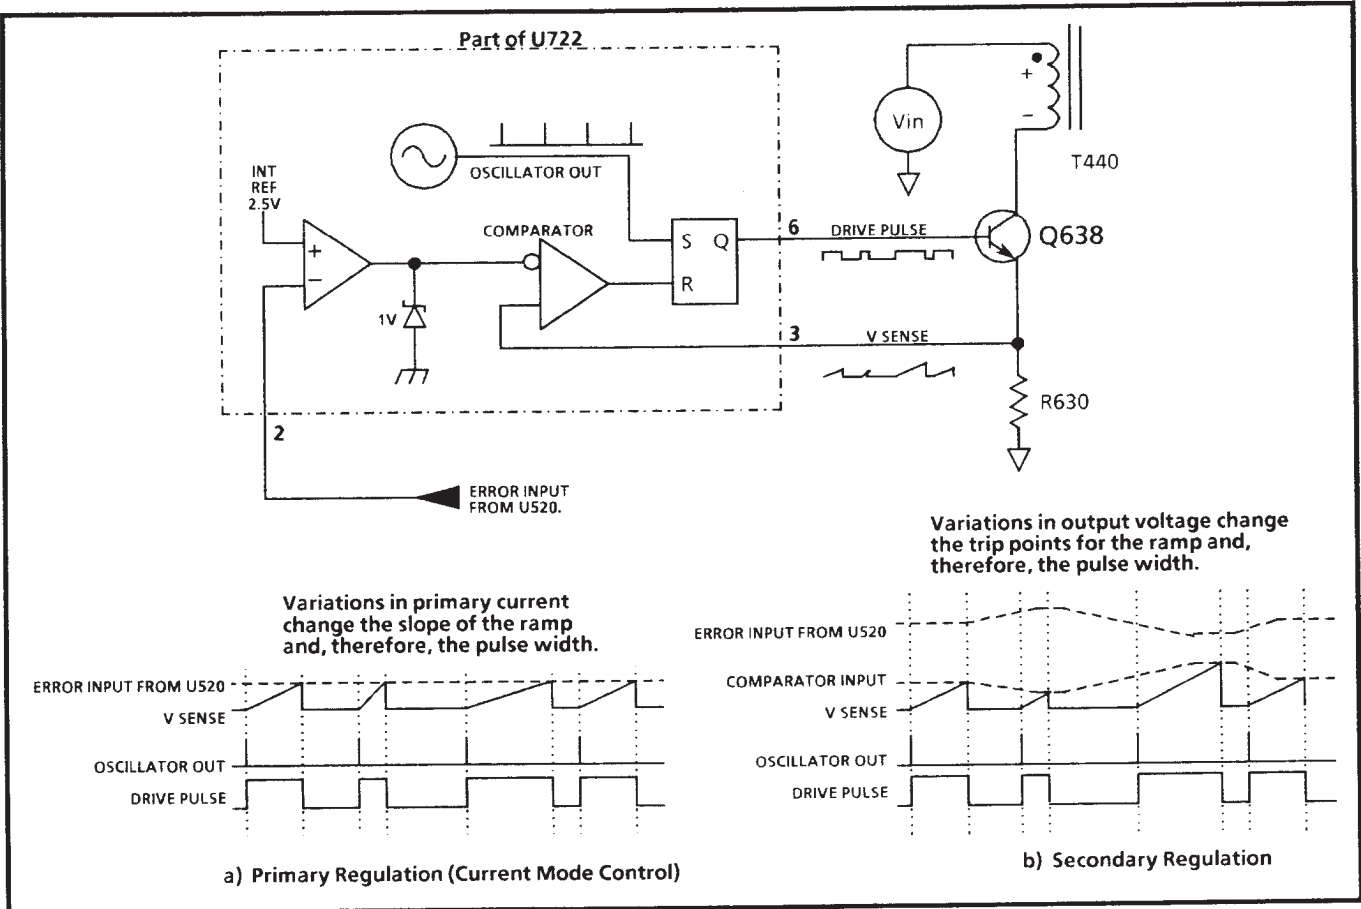 Part of U722
Vin
+
−
T440
OSCILLATOR OUT
INT
REF
2.5V
COMPARATOR
+
−
S Q
R
6
DRIVE PULSE
Q638
1V
3
V SENSE
R630
2
ERROR INPUT
FROM U520.
Variations in output voltage change
the trip points for the ramp and,
therefore, the pulse width.
Variations in primary current
change the slope of the ramp
and, therefore, the pulse width.
ERROR INPUT FROM U520
V SENSE
OSCILLATOR OUT
DRIVE PULSE
a) Primary Regulation (Current Mode Control)
ERROR INPUT FROM U520
COMPARATOR INPUT
V SENSE
OSCILLATOR OUT
DRIVE PULSE
b) Secondary Regulation